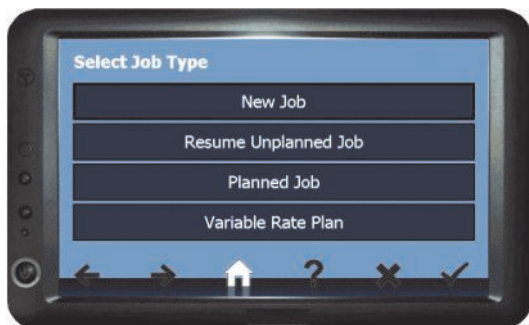 Select Job Type
New Job
Resume Unplanned Job
Planned Job
Variable Rate Plan
?